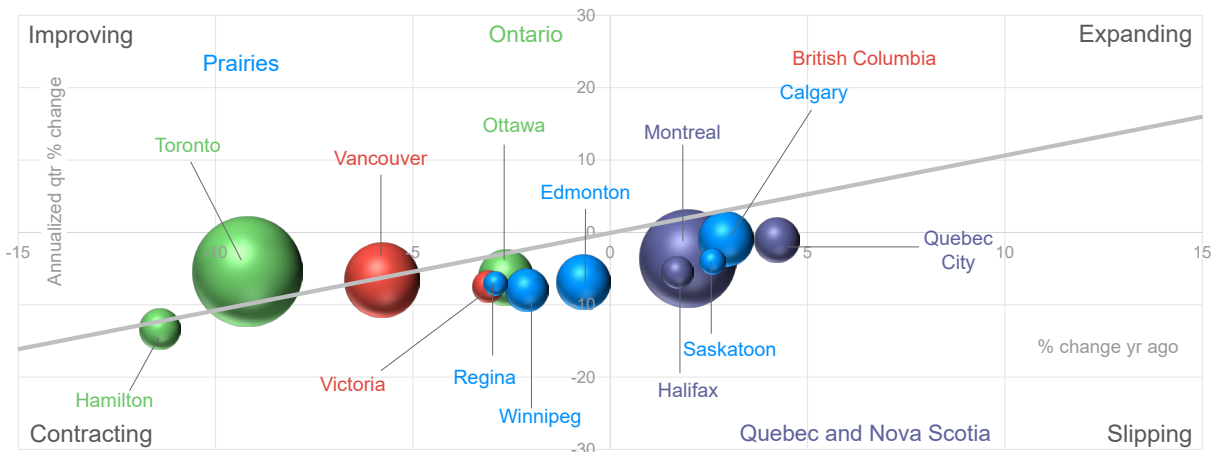 30
Improving
Ontario
Expanding
Prairies
British Columbia
20
Calgary
Annualized qtr % change
Ottawa
Montreal
Toronto
Vancouver
10
Edmonton
0
Quebec
City
-15
-10
-5
0
5
10
15
-10
% change yr ago
Saskatoon
Victoria
Regina
-20
Halifax
Hamilton
Winnipeg
Contracting
Quebec and Nova Scotia
Slipping
-30